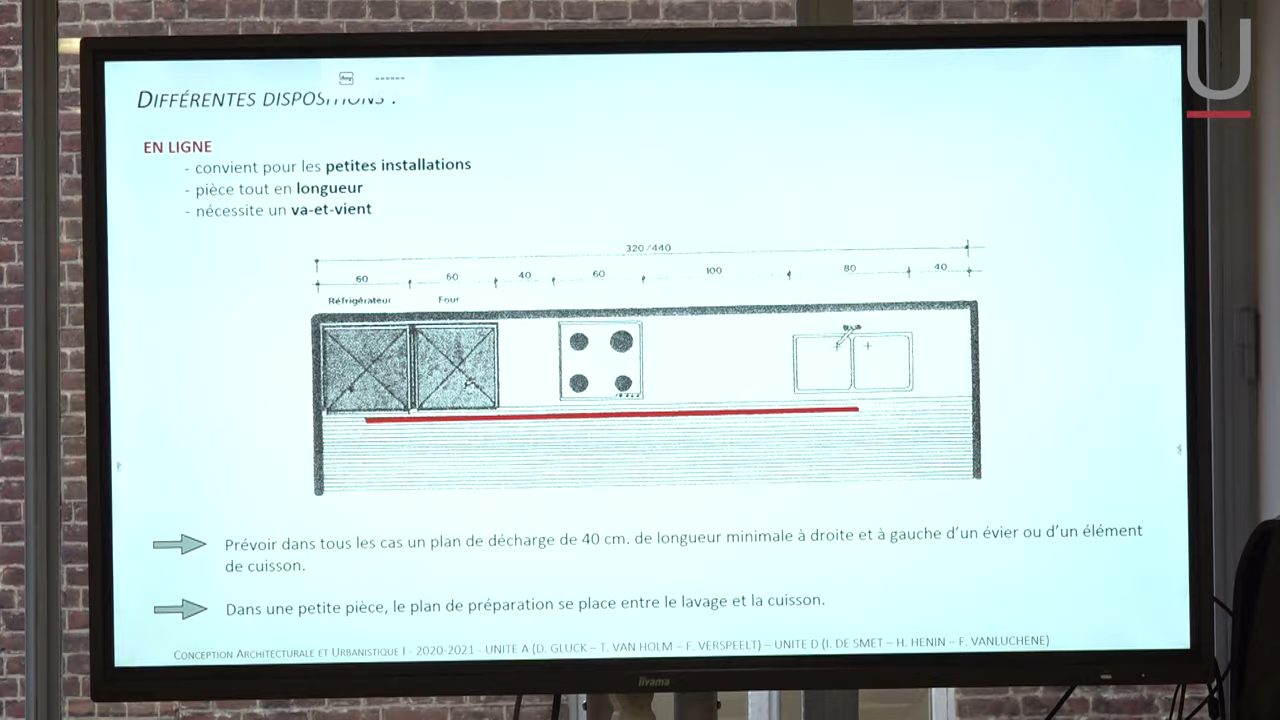 U
DIFFÉRENTES DISPOSITIONS :
EN LIGNE
- convient pour les petites installations
- pièce tout en longueur
- nécessite un va-et-vient
320/440
60 60 40 60 100 80 40
Réfrigérateur Four
Prévoir dans tous les cas un plan de décharge de 40 cm. de longueur minimale à droite et à gauche d'un évier ou d'un élément
de cuisson.
Dans une petite pièce, le plan de préparation se place entre le lavage et la cuisson.
CONCEPTION ARCHITECTURALE ET URBANISTIQUE I - 2020-2021 - UNITE A (D. GLUCK – T. VAN HOLM – F. VERSPEELT) – UNITE D (I. DE SMET – H. HENIN – F. VANLUCHENE)
iiyama